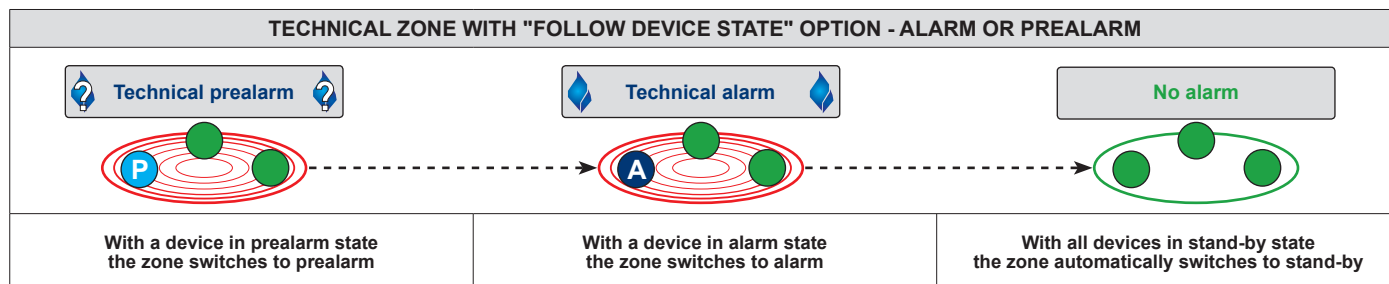 TECHNICAL ZONE WITH "FOLLOW DEVICE STATE" OPTION - ALARM OR PREALARM
? Technical prealarm ?
Technical alarm
No alarm
P
A
With a device in prealarm state
the zone switches to prealarm
With a device in alarm state
the zone switches to alarm
With all devices in stand-by state
the zone automatically switches to stand-by